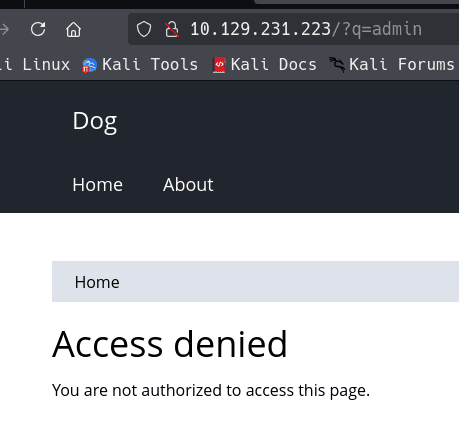 10.129.231.223/?q=admin
li Linux Kali Tools Kali Docs Kali Forums
Dog
Home About
Home
Access denied
You are not authorized to access this page.